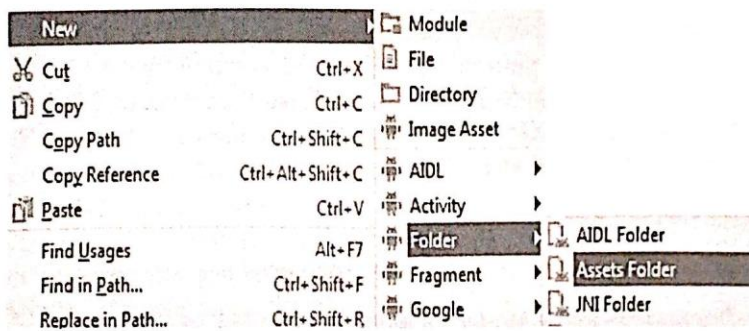 New
Cut Ctrl+X
Copy Ctrl+C
Copy Path Ctrl+Shift+C
Copy Reference Ctrl+Alt+Shift+C
Paste Ctrl+V
Find Usages Alt+F7
Find in Path... Ctrl+Shift+F
Replace in Path... Ctrl+Shift+R
Module
File
Directory
Image Asset
AIDL
Activity
Folder
Fragment
Google
AIDL Folder
Assets Folder
JNI Folder